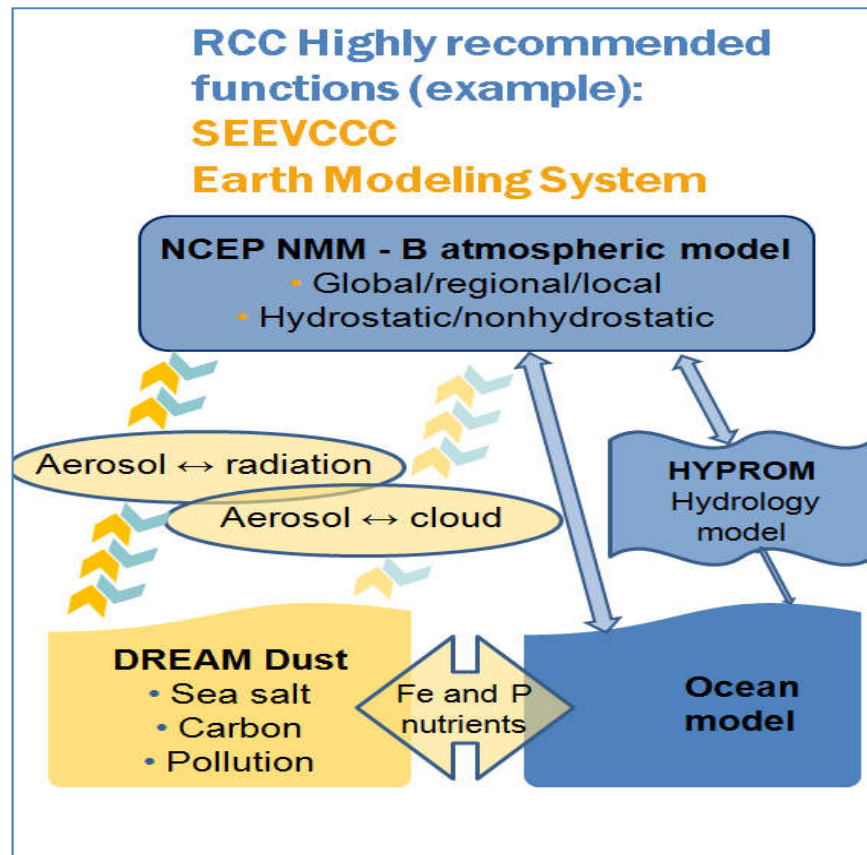 RCC Highly recommended
functions (example):
SEEVCCC
Earth Modeling System
NCEP NMM - B atmospheric model
• Global/regional/local
• Hydrostatic/nonhydrostatic
Aerosol ↔ radiation
Aerosol ↔ cloud
HYPROM
Hydrology
model
DREAM Dust
• Sea salt
• Carbon
• Pollution
Fe and P
nutrients
Ocean
model